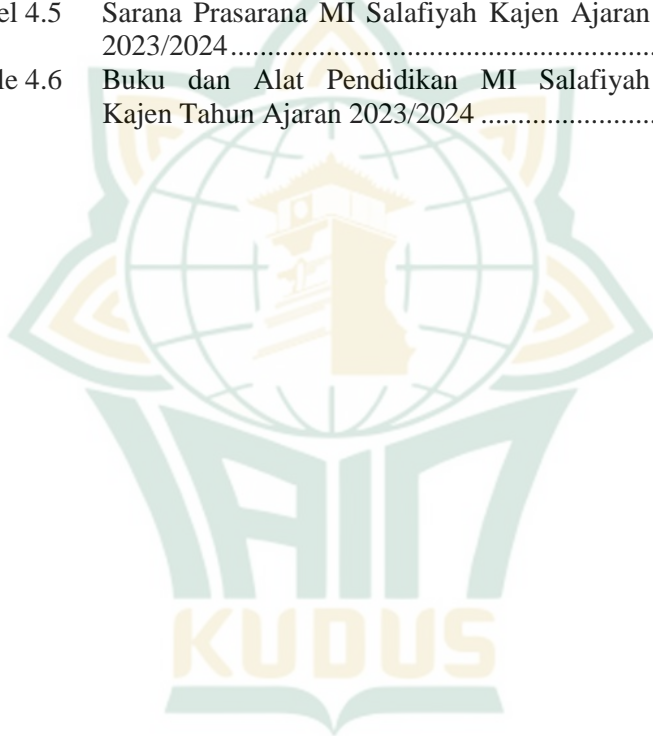 el 4.5 Sarana Prasarana MI Salafiyah Kajen Ajaran
2023/2024.......................................................
le 4.6 Buku dan Alat Pendidikan MI Salafiyah
Kajen Tahun Ajaran 2023/2024 ........................
IAIN
KUDUS